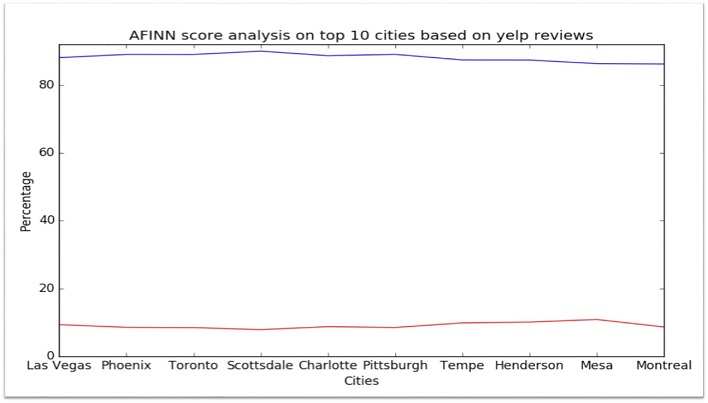 AFINN score analysis on top 10 cities based on yelp reviews
Percentage
80
60
40
20
0
Las Vegas Phoenix Toronto Scottsdale Charlotte Pittsburgh Tempe Henderson Mesa Montreal
Cities